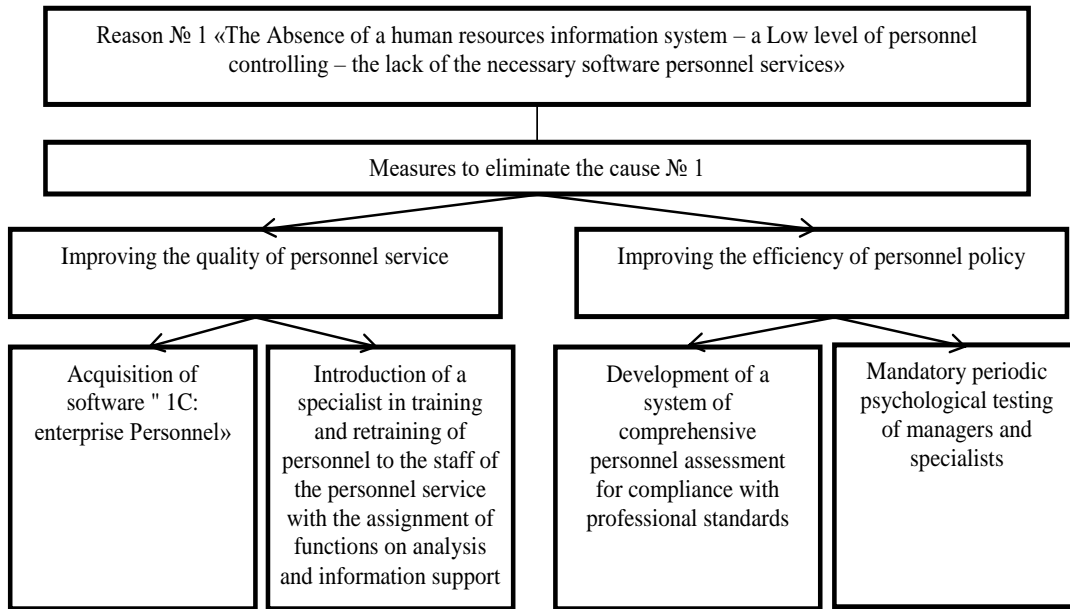 Reason № 1 «The Absence of a human resources information system – a Low level of personnel
controlling – the lack of the necessary software personnel services»
Measures to eliminate the cause № 1
Improving the quality of personnel service
Improving the efficiency of personnel policy
Acquisition of
software " 1C:
enterprise Personnel»
Introduction of a
specialist in training
and retraining of
personnel to the staff of
the personnel service
with the assignment of
functions on analysis
and information support
Development of a
system of
comprehensive
personnel assessment
for compliance with
professional standards
Mandatory periodic
psychological testing
of managers and
specialists